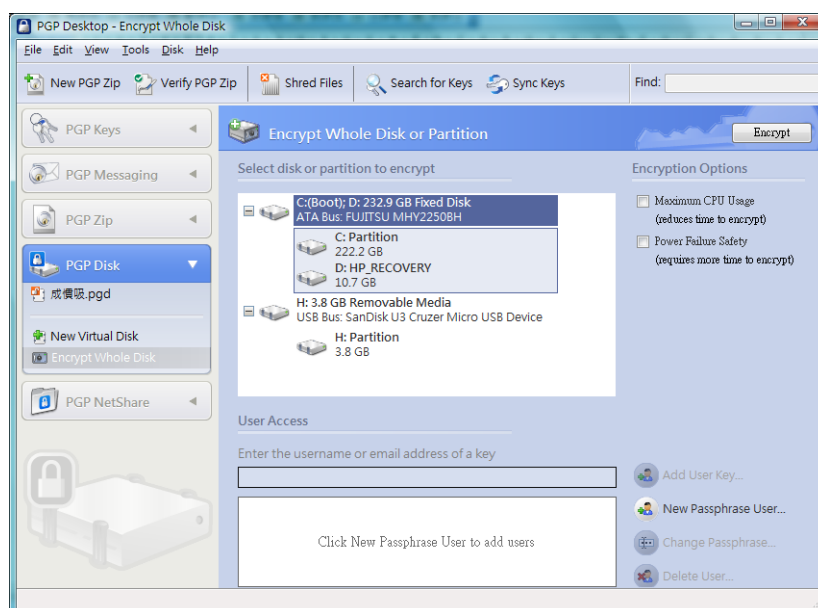 PGP Desktop - Encrypt Whole Disk
File Edit View Tools Disk Help
New PGP Zip Verify PGP Zip Shred Files Search for Keys Sync Keys Find:
PGP Keys
PGP Messaging
PGP Zip
PGP Disk
成價吸.pgd
New Virtual Disk
Encrypt Whole Disk
PGP NetShare
Encrypt Whole Disk or Partition
Encrypt
Select disk or partition to encrypt
C:(Boot); D: 232.9 GB Fixed Disk
ATA Bus: FUJITSU MHY2250BH
C: Partition
222.2 GB
D: HP_RECOVERY
10.7 GB
H: 3.8 GB Removable Media
USB Bus: SanDisk U3 Cruzer Micro USB Device
H: Partition
3.8 GB
Encryption Options
Maximum CPU Usage
(reduces time to encrypt)
Power Failure Safety
(requires more time to encrypt)
User Access
Enter the username or email address of a key
Click New Passphrase User to add users
Add User Key...
New Passphrase User...
Change Passphrase...
Delete User...